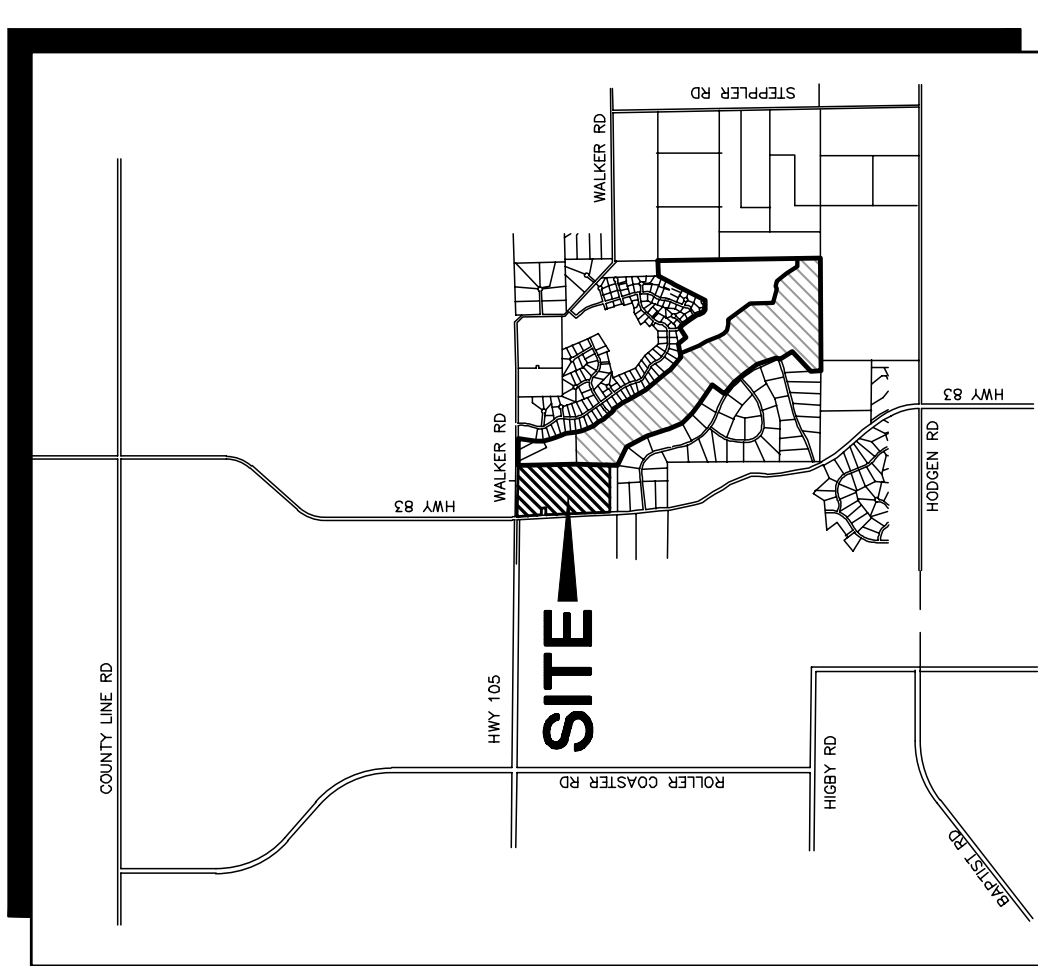 STEPPLER RD
WALKER RD
HWY 83
HODGEN RD
WALKER RD
HWY 83
SITE
COUNTY LINE RD
HWY 105
ROLLER COASTER RD
HIGBY RD
BAPTIST RD